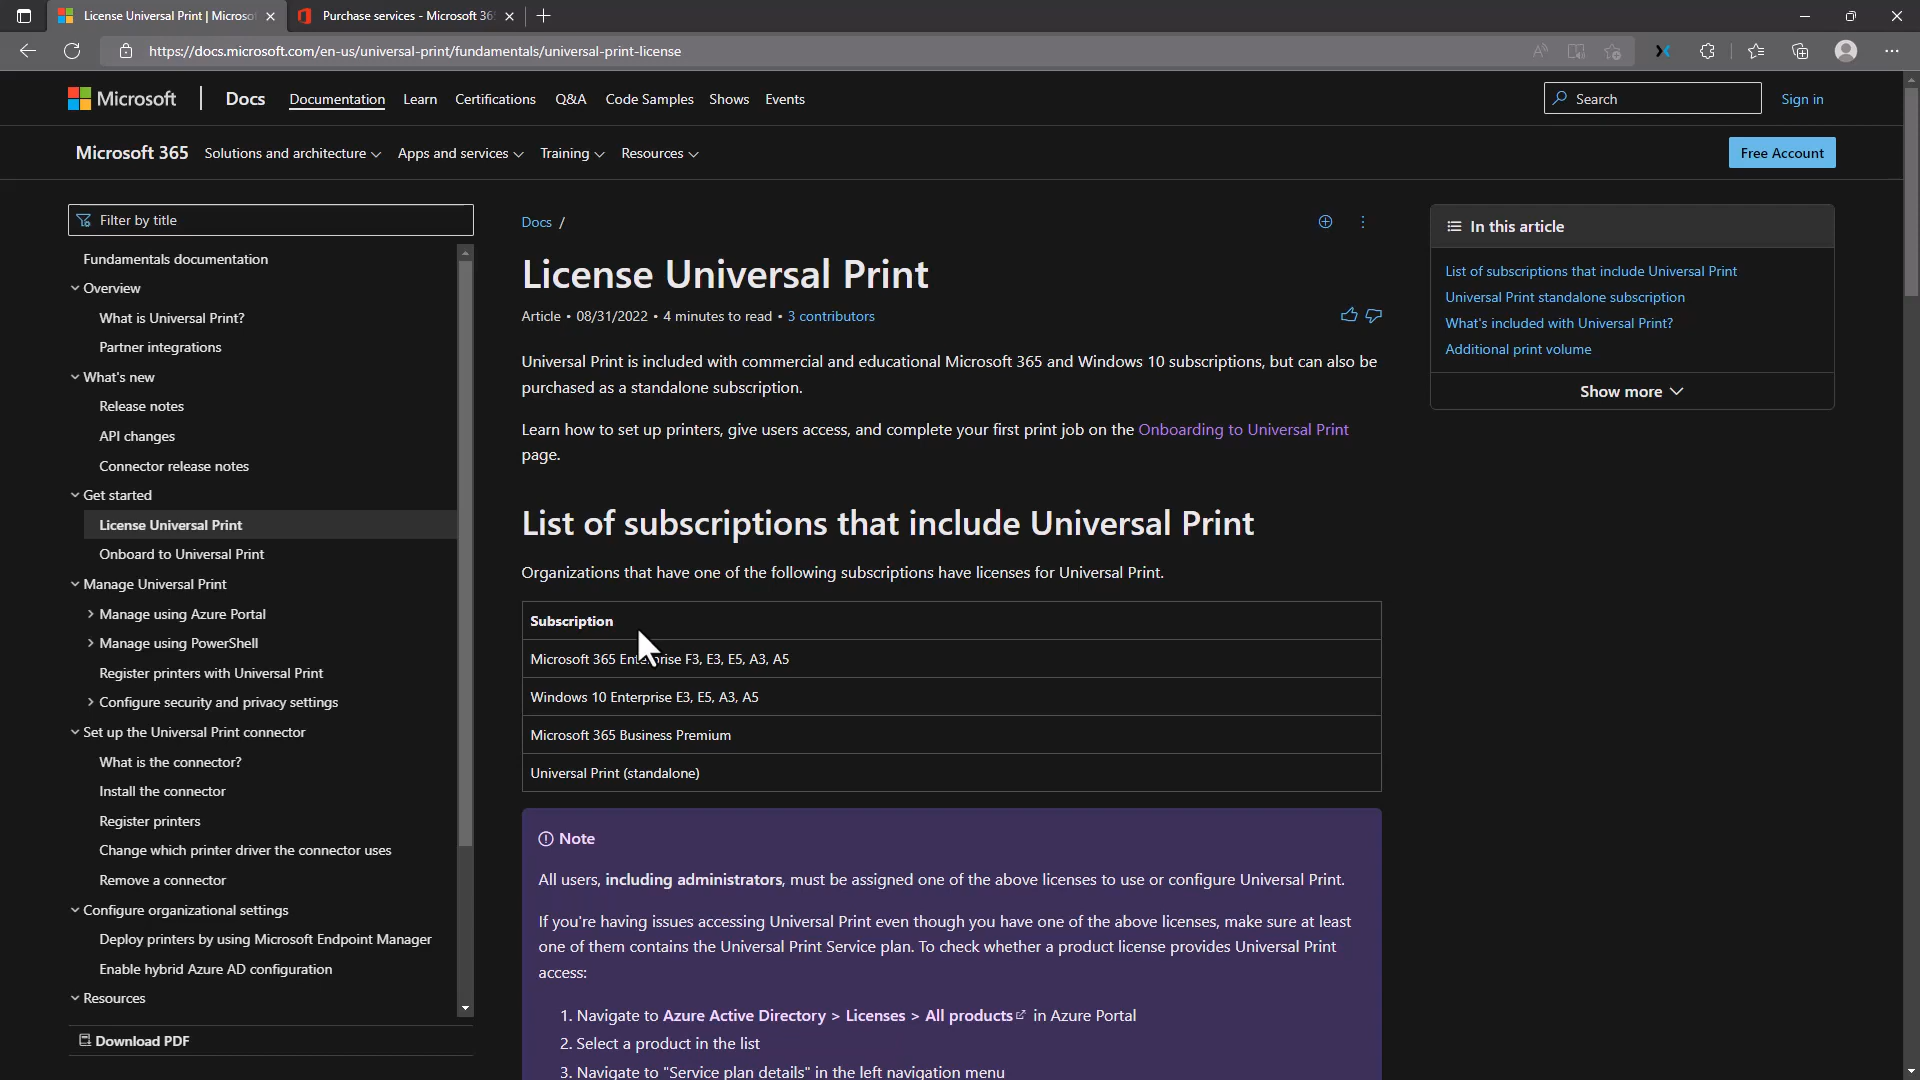 License Universal Print | Microso
Purchase services - Microsoft 36
https://docs.microsoft.com/en-us/universal-print/fundamentals/universal-print-license
Microsoft
Docs
Documentation
Learn
Certifications
Q&A
Code Samples
Shows
Events
Search
Sign in
Microsoft 365
Solutions and architecture
Apps and services
Training
Resources
Free Account
Filter by title
Fundamentals documentation
Overview
What is Universal Print?
Partner integrations
What's new
Release notes
API changes
Connector release notes
Get started
License Universal Print
Onboard to Universal Print
Manage Universal Print
Manage using Azure Portal
Manage using PowerShell
Register printers with Universal Print
Configure security and privacy settings
Set up the Universal Print connector
What is the connector?
Install the connector
Register printers
Change which printer driver the connector uses
Remove a connector
Configure organizational settings
Deploy printers by using Microsoft Endpoint Manager
Enable hybrid Azure AD configuration
Resources
Download PDF
Docs /
License Universal Print
Article • 08/31/2022 • 4 minutes to read • 3 contributors
Universal Print is included with commercial and educational Microsoft 365 and Windows 10 subscriptions, but can also be
purchased as a standalone subscription.
Learn how to set up printers, give users access, and complete your first print job on the Onboarding to Universal Print
page.
List of subscriptions that include Universal Print
Organizations that have one of the following subscriptions have licenses for Universal Print.
Subscription
Microsoft 365 Enterprise F3, E3, E5, A3, A5
Windows 10 Enterprise E3, E5, A3, A5
Microsoft 365 Business Premium
Universal Print (standalone)
Note
All users, including administrators, must be assigned one of the above licenses to use or configure Universal Print.
If you're having issues accessing Universal Print even though you have one of the above licenses, make sure at least
one of them contains the Universal Print Service plan. To check whether a product license provides Universal Print
access:
1. Navigate to Azure Active Directory > Licenses > All products in Azure Portal
2. Select a product in the list
3. Navigate to "Service plan details" in the left navigation menu
In this article
List of subscriptions that include Universal Print
Universal Print standalone subscription
What's included with Universal Print?
Additional print volume
Show more